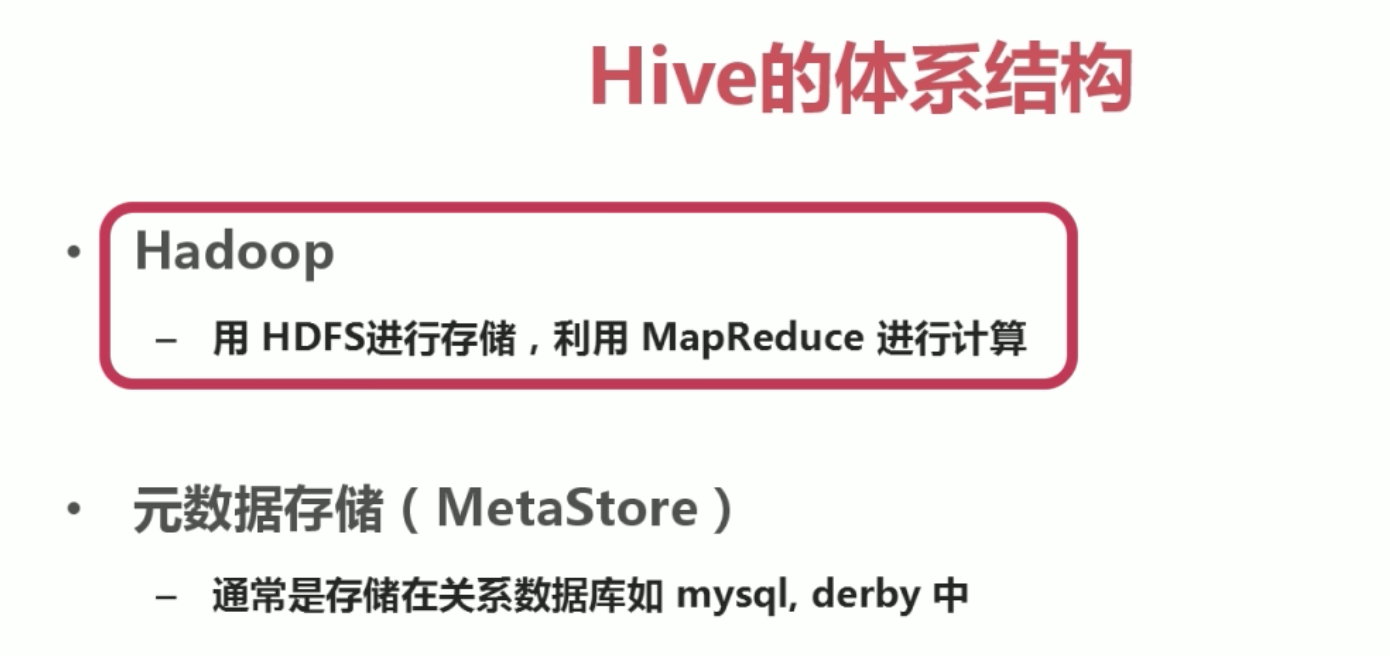 Hive的体系结构
• Hadoop
– 用 HDFS进行存储，利用 MapReduce 进行计算
• 元数据存储（MetaStore）
– 通常是存储在关系数据库如 mysql, derby 中